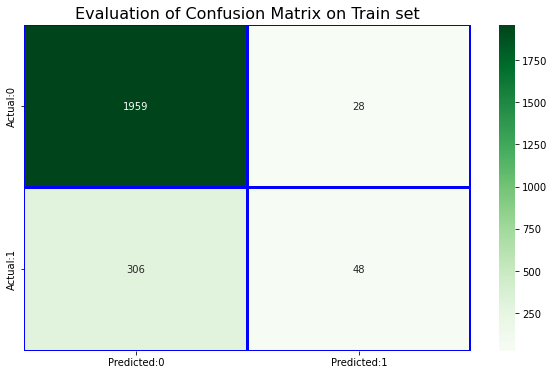 Evaluation of Confusion Matrix on Train set
Actual:0
1959
28
Actual:1
306
48
Predicted:0
Predicted:1
1750
1500
1250
1000
750
500
250